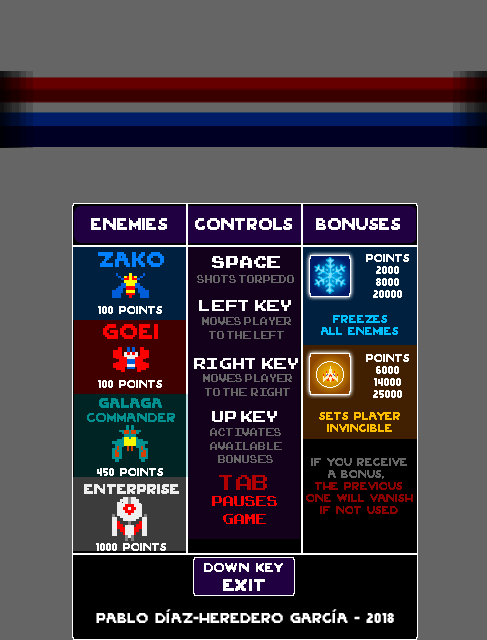 ENEMIES
ZAKO
100 POINTS
GOEI
100 POINTS
GALAGA
COMMANDER
450 POINTS
ENTERPRISE
1000 POINTS
CONTROLS
SPACE
SHOTS TORPEDO
LEFT KEY
MOVES PLAYER
TO THE LEFT
RIGHT KEY
MOVES PLAYER
TO THE RIGHT
UP KEY
ACTIVATES
AVAILABLE
BONUSES
TAB
PAUSES
GAME
BONUSES
POINTS
2000
8000
20000
FREEZES
ALL ENEMIES
POINTS
6000
14000
25000
SETS PLAYER
INVINCIBLE
IF YOU RECEIVE
A BONUS,
THE PREVIOUS
ONE WILL VANISH
IF NOT USED
DOWN KEY
EXIT
PABLO DÍAZ-HEREDERO GARCÍA - 2018